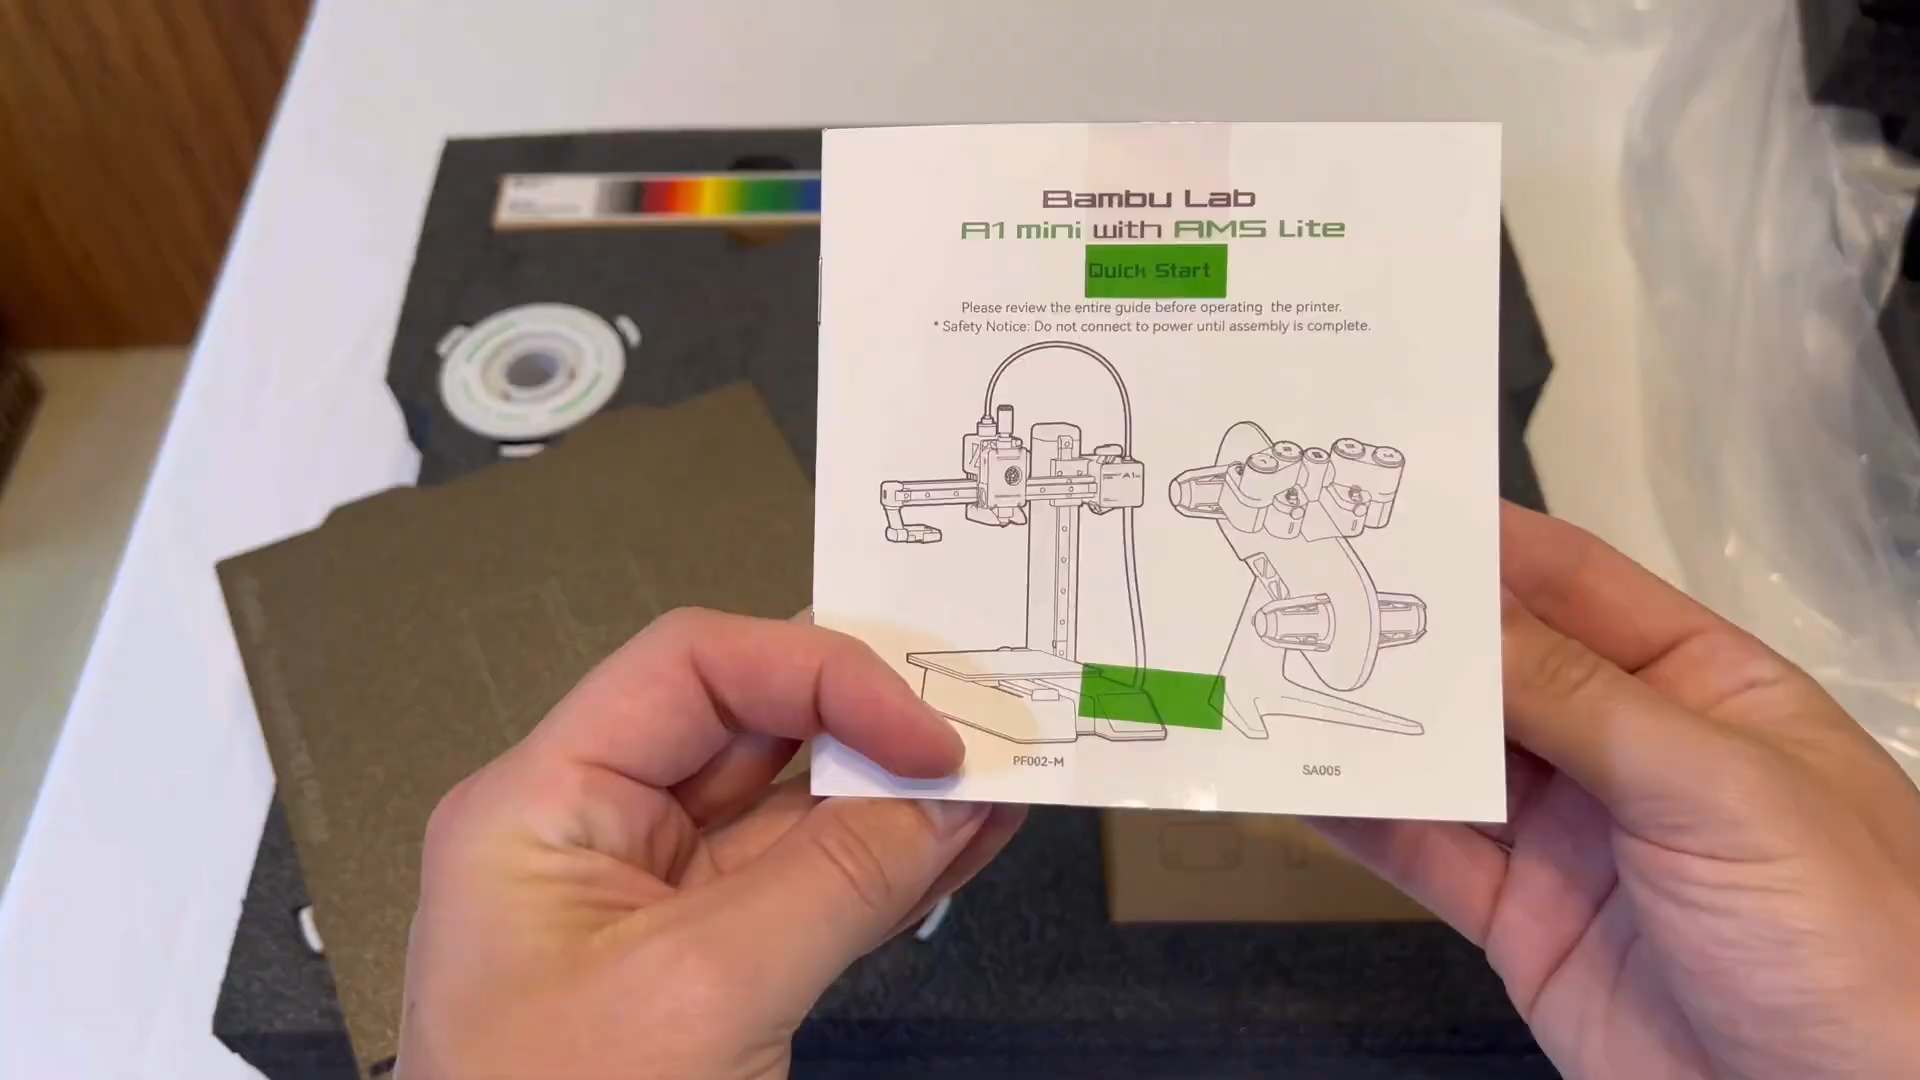 Bambu Lab
A1 mini with AMS Lite
Quick Start
Please review the entire guide before operating the printer.
* Safety Notice: Do not connect to power until assembly is complete.
A1
PF002-M
SA005